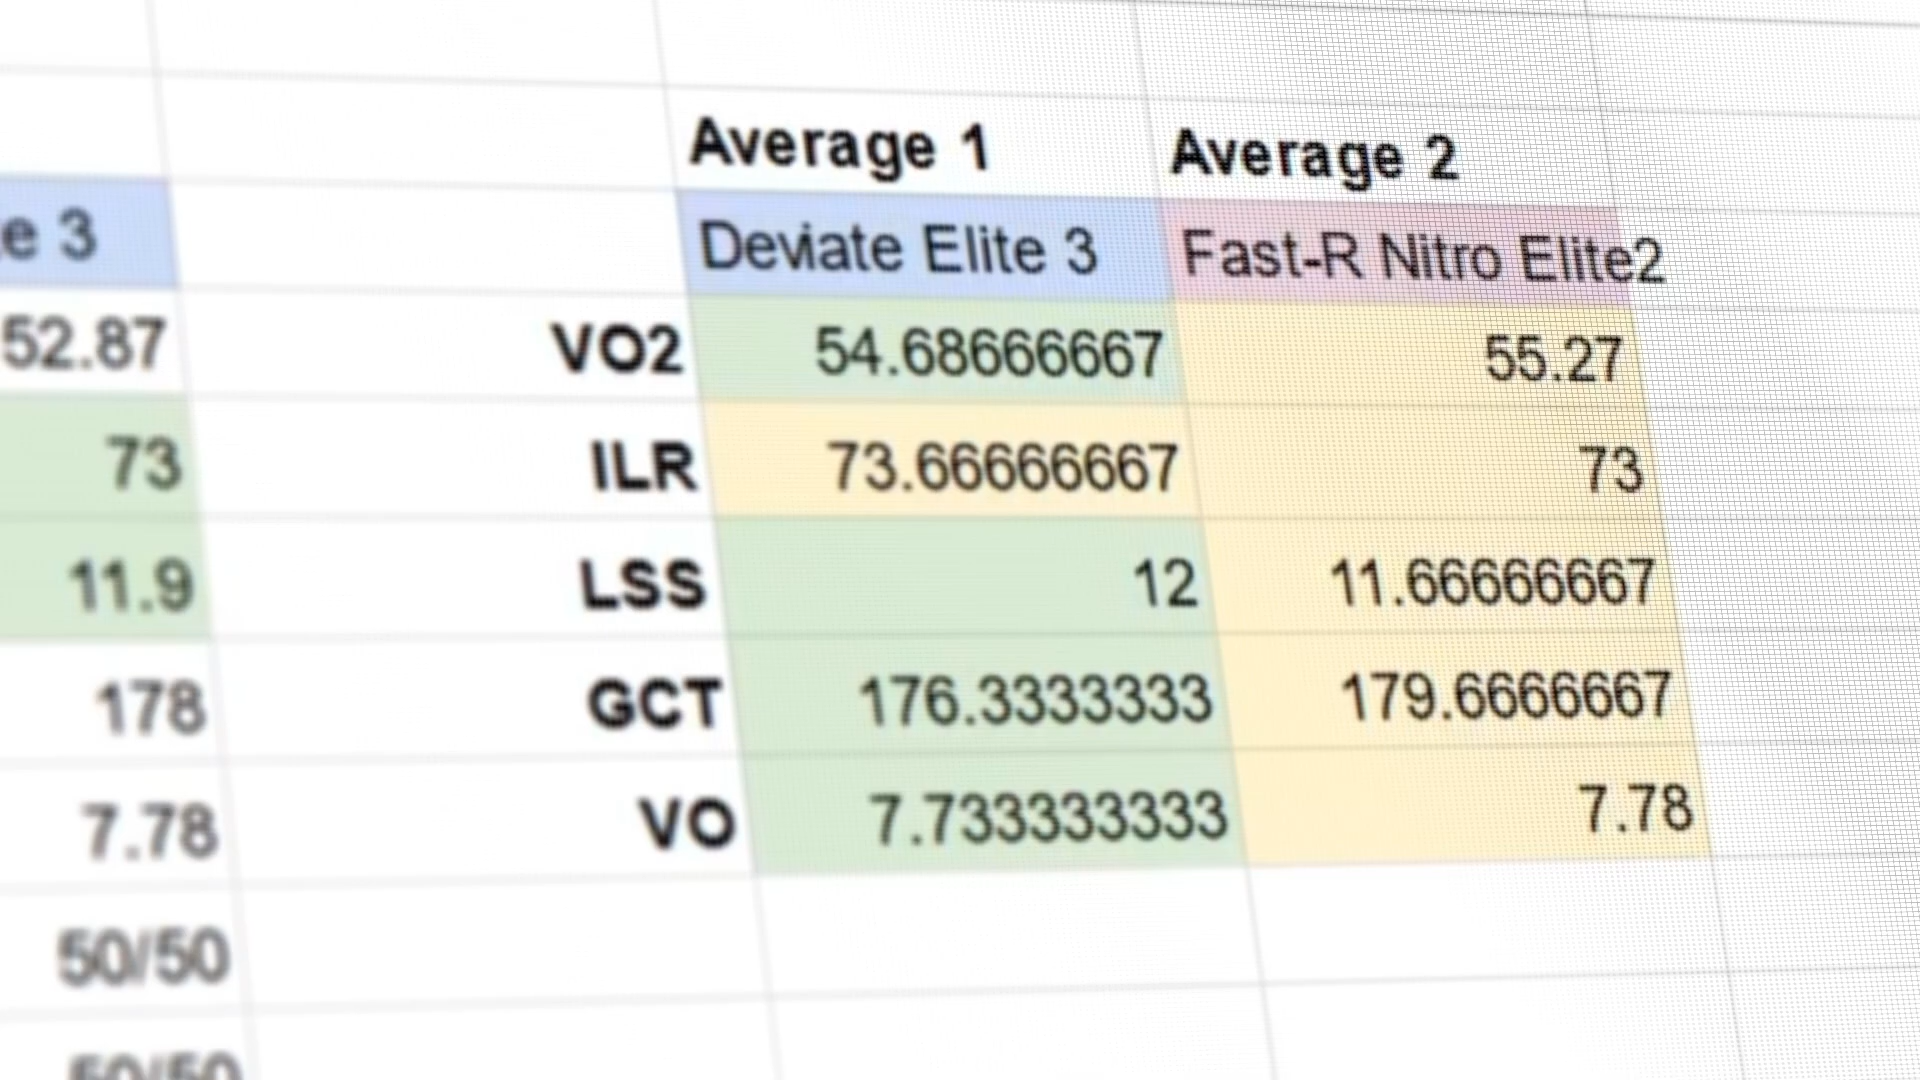 Average 1 Average 2
e 3 Deviate Elite 3 Fast-R Nitro Elite2
52.87 VO2 54.68666667 55.27
73 ILR 73.66666667 73
11.9 LSS 12 11.66666667
178 GCT 176.3333333 179.6666667
7.78 VO 7.733333333 7.78
50/50
50/50